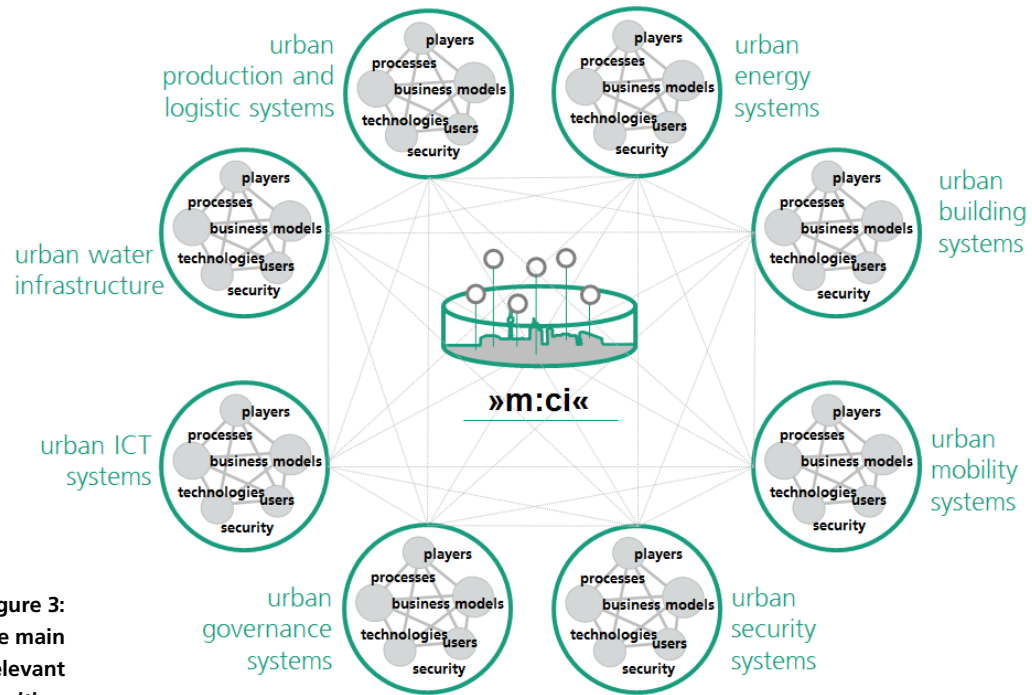 urban
production and
logistic systems
players
processes
business models
technologies
users
security
players
processes
business models
technologies
users
security
urban
energy
systems
urban water
infrastructure
players
processes
business models
technologies
users
security
players
processes
business models
technologies
users
security
urban
building
systems
»m:ci«
urban ICT
systems
players
processes
business models
technologies
users
security
players
processes
business models
technologies
users
security
urban
mobility
systems
urban
governance
systems
players
processes
business models
technologies
users
security
players
processes
business models
technologies
users
security
urban
security
systems
gure 3:
e main
elevant